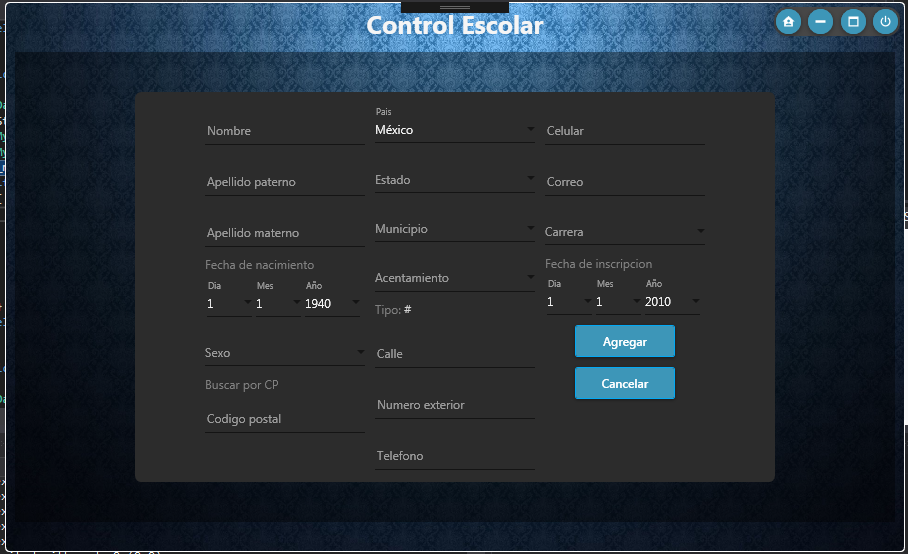 Control Escolar
Nombre
Apellido paterno
Apellido materno
Fecha de nacimiento
Dia Mes Año
1 1 1940
Sexo
Buscar por CP
Codigo postal
Pais
México
Estado
Municipio
Acentamiento
Tipo: #
Calle
Numero exterior
Telefono
Celular
Correo
Carrera
Fecha de inscripcion
Dia Mes Año
1 1 2010
Agregar
Cancelar